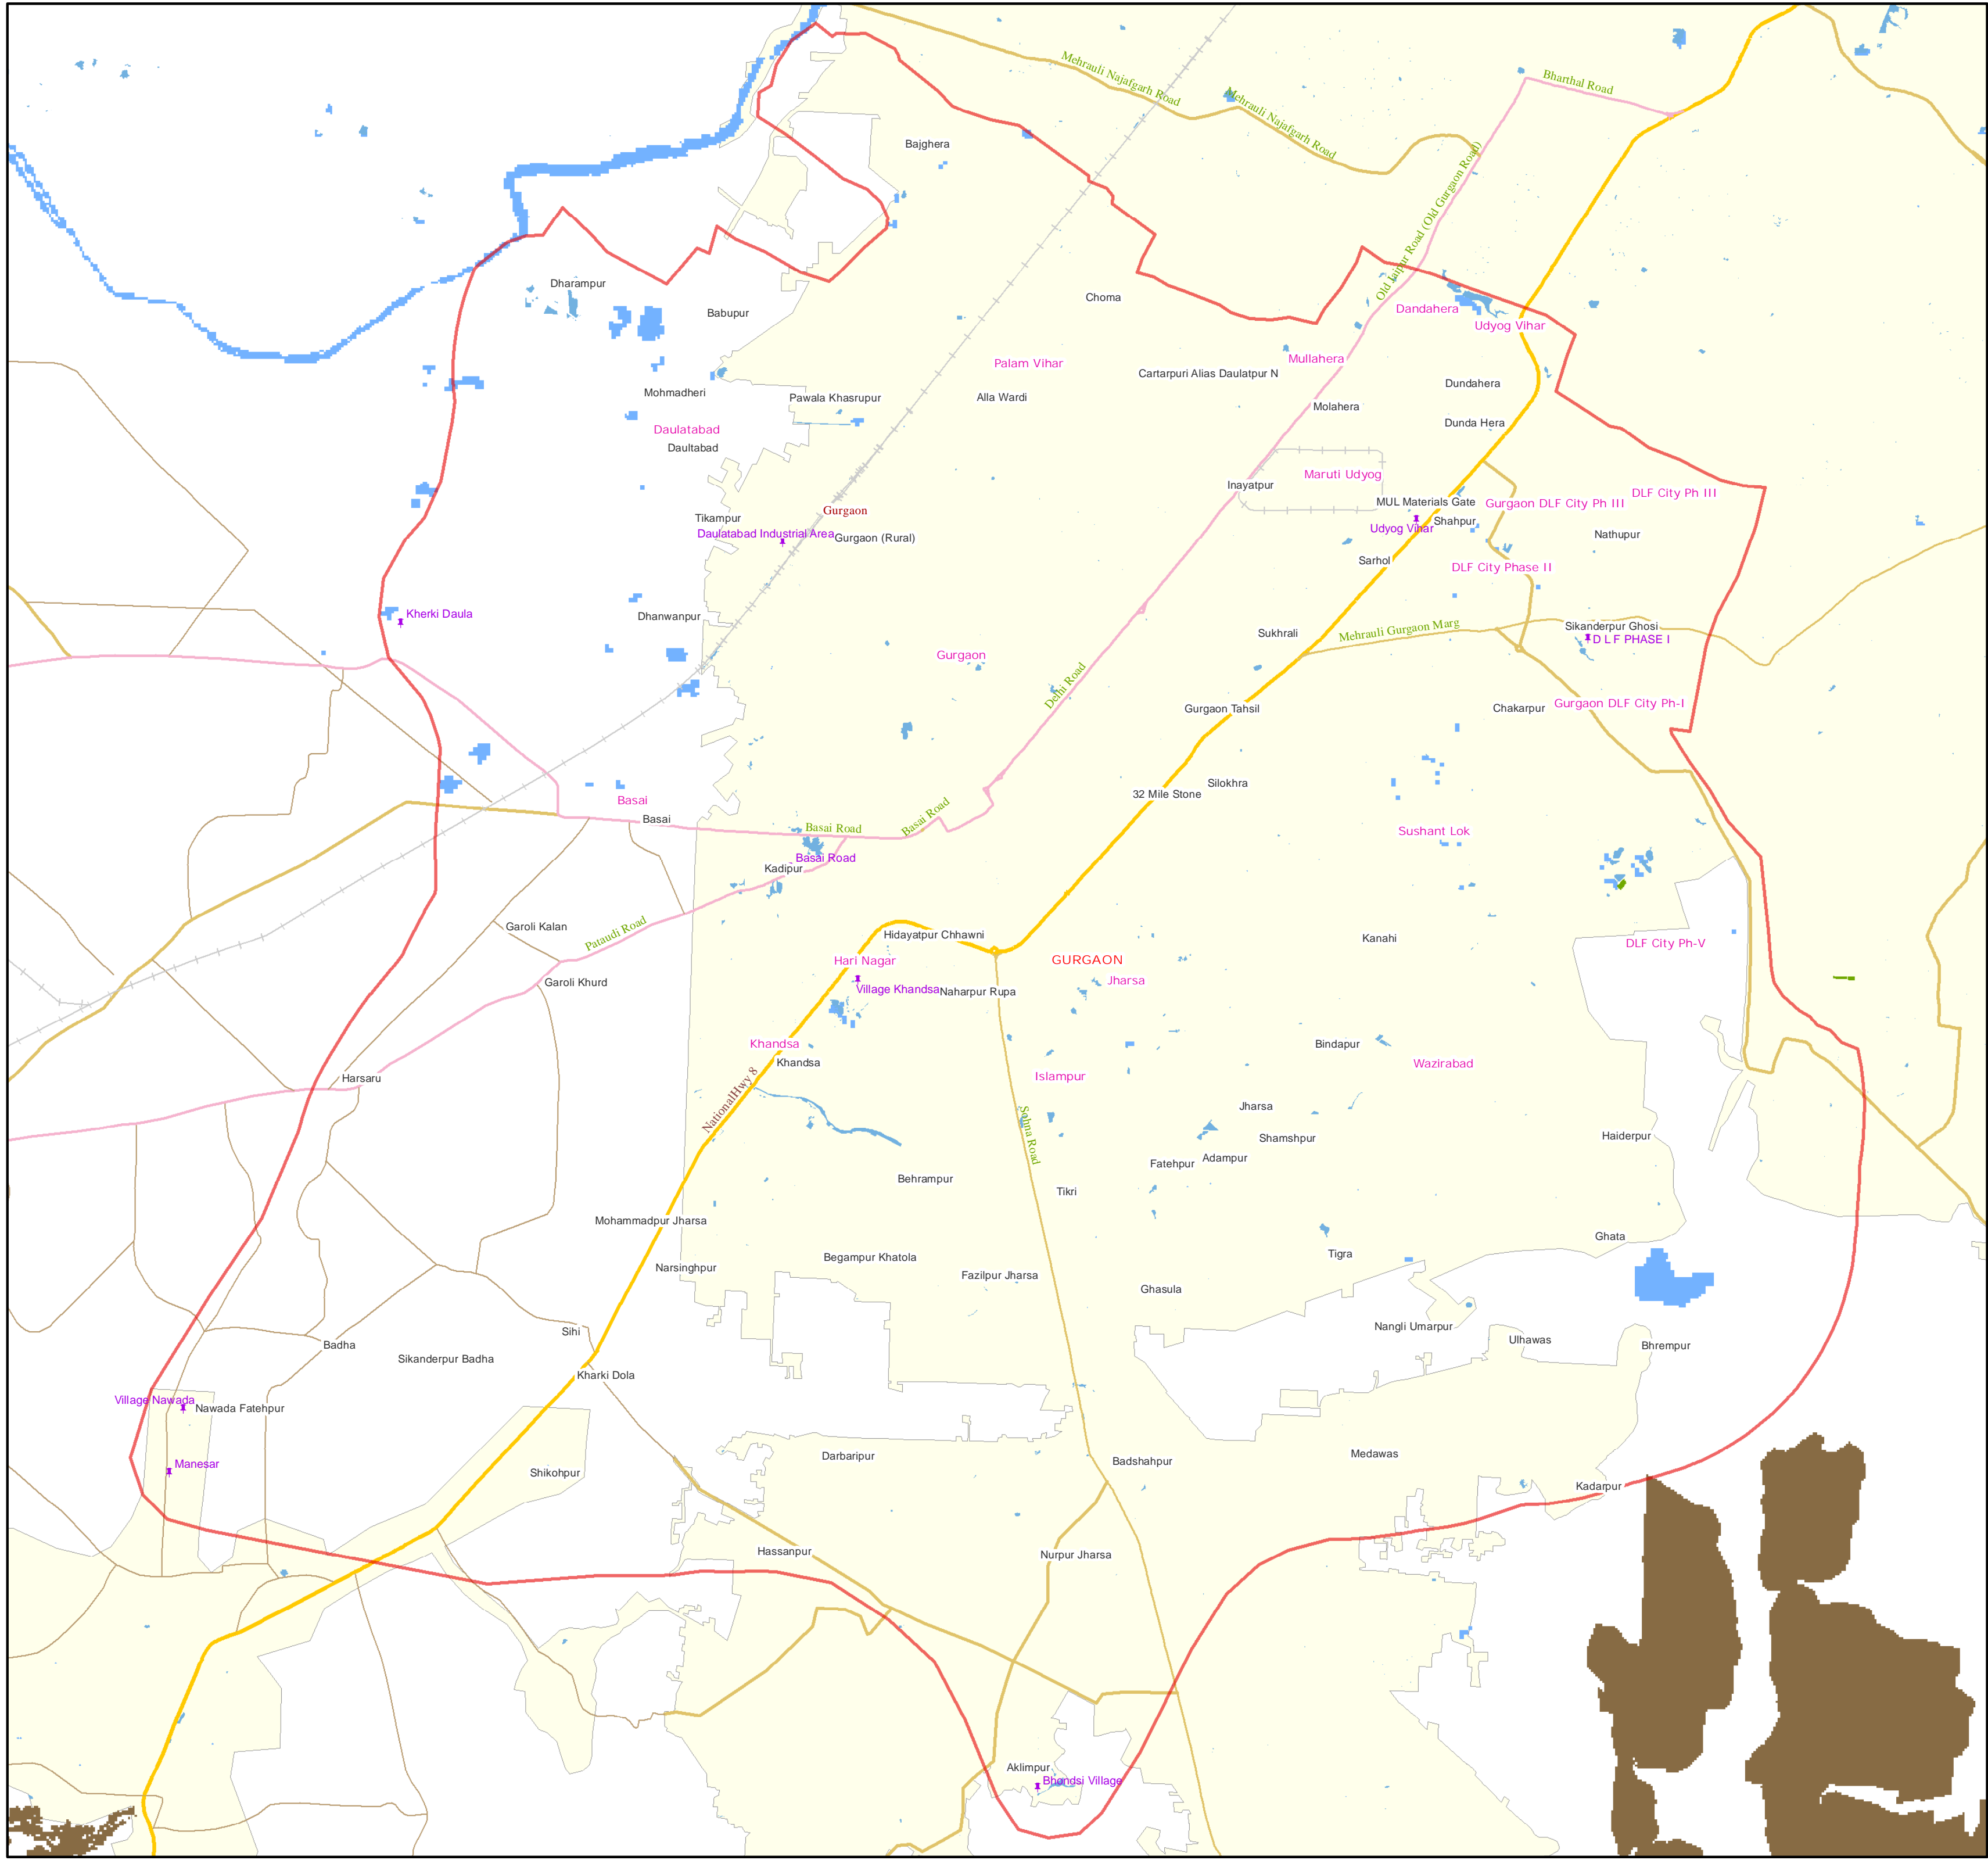 Mehrauli Najafgarh Road
Bharthal Road
Mehrauli Najafgarh Road
Bajghera
Old Jaipur Road (Old Gurgaon Road)
Dharampur
Choma
Babupur
Dandahera
Udyog Vihar
Mullahera
Palam Vihar
Cartarpuri Alias Daulatpur N
Dundahera
Mohmadheri
Pawala Khasrupur
Alla Wardi
Molahera
Dunda Hera
Daulatabad
Daultabad
Maruti Udyog
Inayatpur
DLF City Ph III
MUL Materials Gate
Gurgaon DLF City Ph III
Gurgaon
Tikampur
Shahpur
Udyog Vihar
Daulatabad Industrial Area
Gurgaon (Rural)
Nathupur
Sarhol
DLF City Phase II
Kherki Daula
Dhanwanpur
Sikanderpur Ghosi
Sukhrali
Mehrauli Gurgaon Marg
D L F PHASE I
Gurgaon
Delhi Road
Gurgaon Tahsil
Chakarpur
Gurgaon DLF City Ph-I
Silokhra
32 Mile Stone
Basai
Basai
Basai Road
Basai Road
Sushant Lok
Basai Road
Kadipur
Garoli Kalan
Pataudi Road
Hidayatpur Chhawni
Kanahi
DLF City Ph-V
Hari Nagar
GURGAON
Jharsa
Garoli Khurd
Village Khandsa
Naharpur Rupa
Khandsa
Bindapur
Khandsa
Wazirabad
Harsaru
Islampur
NationalHwy 8
Jharsa
Sohna Road
Shamshpur
Haiderpur
Adampur
Fatehpur
Behrampur
Tikri
Mohammadpur Jharsa
Ghata
Begampur Khatola
Tigra
Narsinghpur
Fazilpur Jharsa
Ghasula
Sihi
Nangli Umarpur
Ulhawas
Badha
Bhrempur
Sikanderpur Badha
Kharki Dola
Village Nawada
Nawada Fatehpur
Darbaripur
Medawas
Manesar
Badshahpur
Shikohpur
Kadarpur
Hassanpur
Nurpur Jharsa
Aklimpur
Bhondsi Village